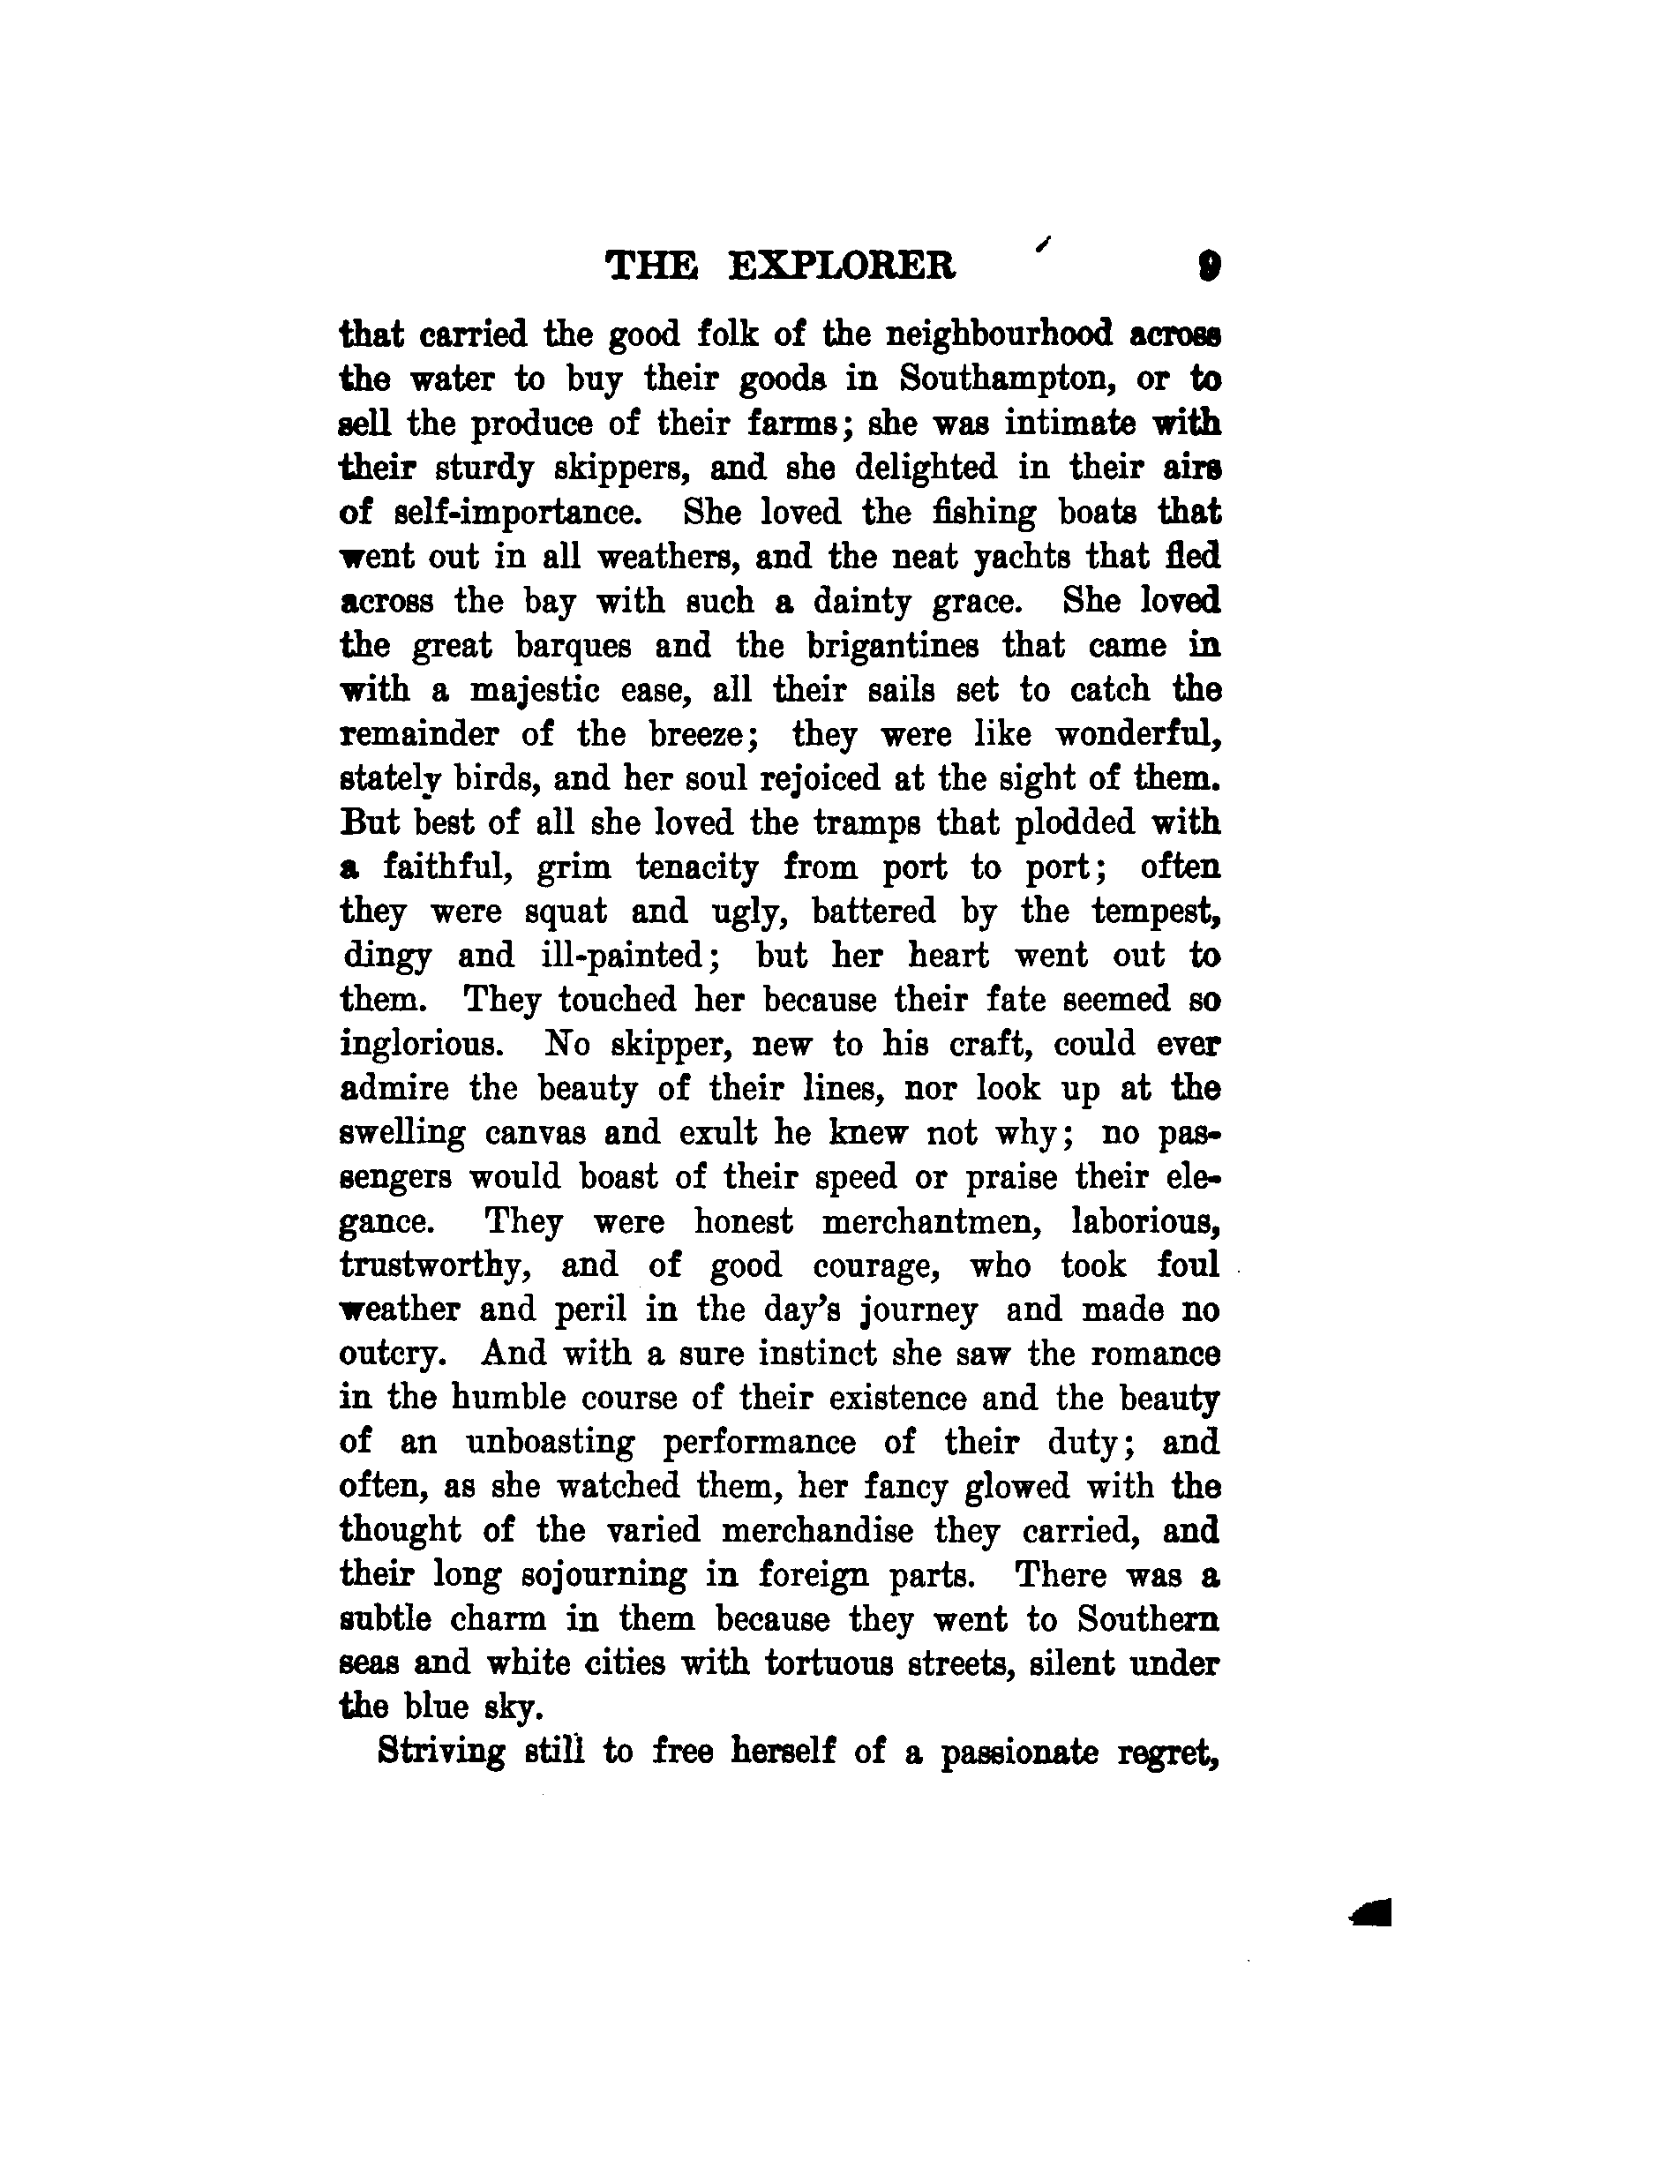 THE EXPLORER 9
that carried the good folk of the neighbourhood across
the water to buy their goods in Southampton, or to
sell the produce of their farms; she was intimate with
their sturdy skippers, and she delighted in their airs
of self-importance. She loved the fishing boats that
went out in all weathers, and the neat yachts that fled
across the bay with such a dainty grace. She loved
the great barques and the brigantines that came in
with a majestic ease, all their sails set to catch the
remainder of the breeze; they were like wonderful,
stately birds, and her soul rejoiced at the sight of them.
But best of all she loved the tramps that plodded with
a faithful, grim tenacity from port to port; often
they were squat and ugly, battered by the tempest,
dingy and ill-painted; but her heart went out to
them. They touched her because their fate seemed so
inglorious. No skipper, new to his craft, could ever
admire the beauty of their lines, nor look up at the
swelling canvas and exult he knew not why; no pas-
sengers would boast of their speed or praise their ele-
gance. They were honest merchantmen, laborious,
trustworthy, and of good courage, who took foul
weather and peril in the day's journey and made no
outcry. And with a sure instinct she saw the romance
in the humble course of their existence and the beauty
of an unboasting performance of their duty; and
often, as she watched them, her fancy glowed with the
thought of the varied merchandise they carried, and
their long sojourning in foreign parts. There was a
subtle charm in them because they went to Southern
seas and white cities with tortuous streets, silent under
the blue sky.
Striving still to free herself of a passionate regret,